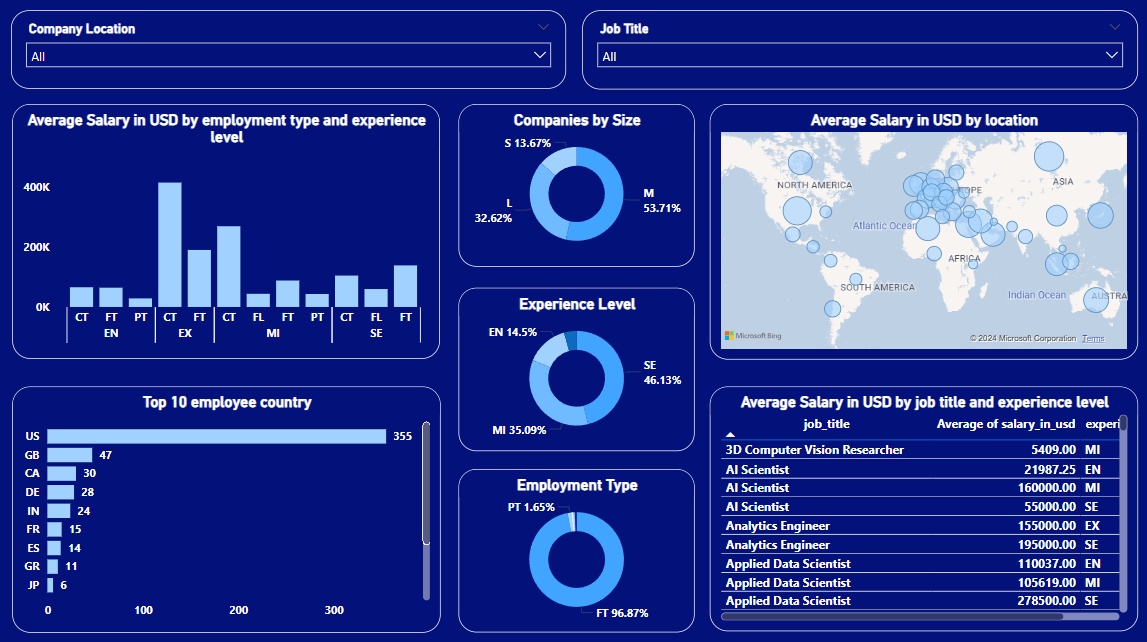 Company Location
All
Job Title
All
Average Salary in USD by employment type and experience
level
400K
200K
0K
CT FT PT CT FT CT FL FT PT CT FL FT
EN EX MI SE
Companies by Size
S 13.67%
L
32.62%
M
53.71%
Average Salary in USD by location
NORTH AMERICA
ASIA
Atlantic Ocean
AFRICA
SOUTH AMERICA
Indian Ocean
Microsoft Bing
© 2024 Microsoft Corporation Terms
Experience Level
EN 14.5%
SE
46.13%
MI 35.09%
Top 10 employee country
US 355
GB 47
CA 30
DE 28
IN 24
FR 15
ES 14
GR 11
JP 6
0 100 200 300
Employment Type
PT 1.65%
FT 96.87%
Average Salary in USD by job title and experience level
job_title Average of salary_in_usd experi
3D Computer Vision Researcher 5409.00 MI
AI Scientist 21987.25 EN
AI Scientist 160000.00 MI
AI Scientist 55000.00 SE
Analytics Engineer 155000.00 EX
Analytics Engineer 195000.00 SE
Applied Data Scientist 110037.00 EN
Applied Data Scientist 105619.00 MI
Applied Data Scientist 278500.00 SE